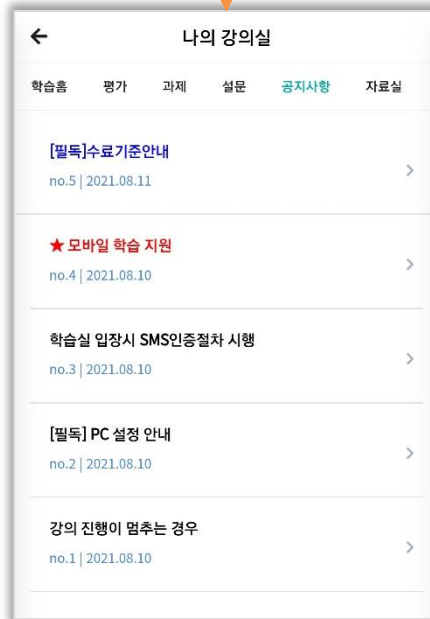 나의 강의실
학습홈 평가 과제 설문 공지사항 자료실
[필독]수료기준안내
no.5 | 2021.08.11
★ 모바일 학습 지원
no.4 | 2021.08.10
학습실 입장시 SMS인증절차 시행
no.3 | 2021.08.10
[필독] PC 설정 안내
no.2 | 2021.08.10
강의 진행이 멈추는 경우
no.1 | 2021.08.10